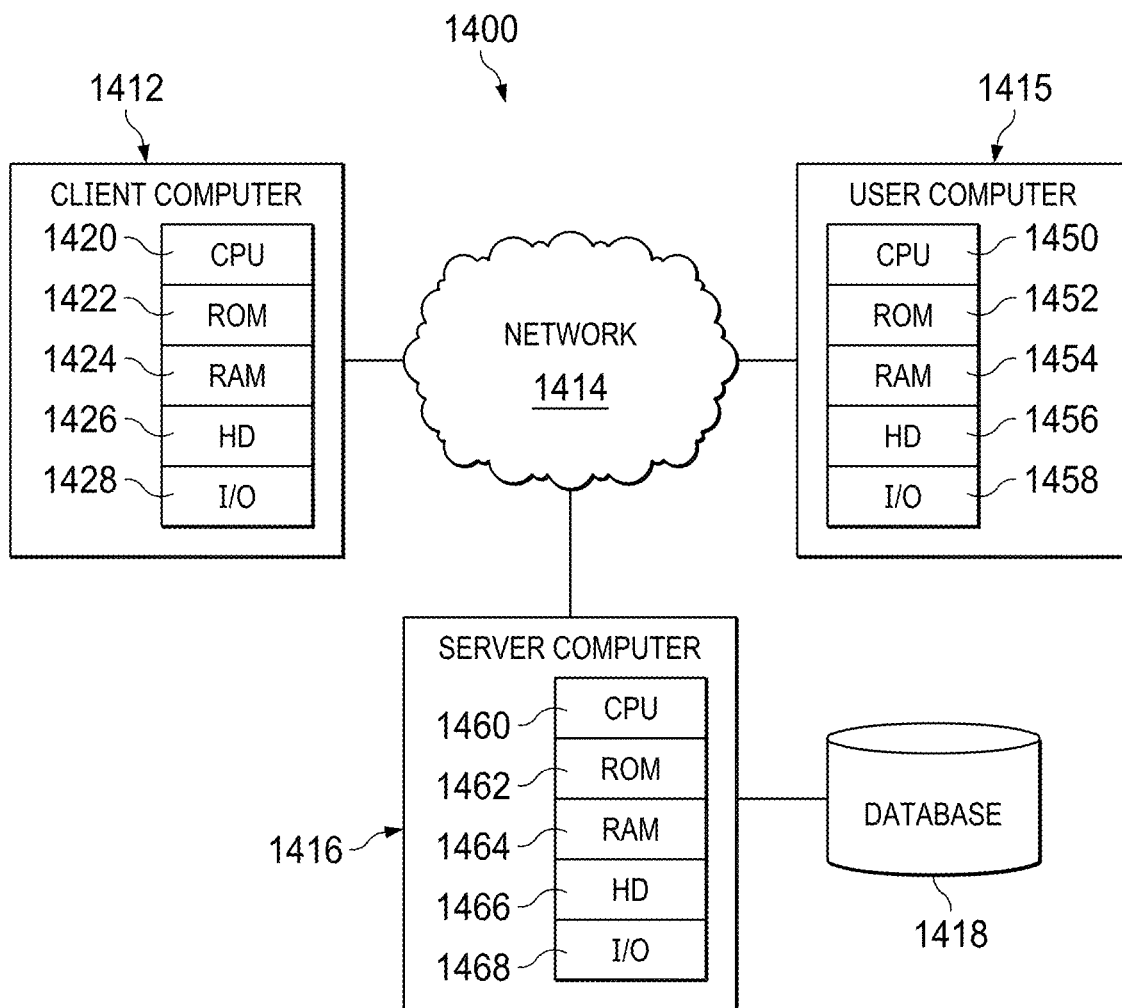 1400
1412
1415
CLIENT COMPUTER
USER COMPUTER
1420 CPU
CPU 1450
1422 ROM
ROM 1452
NETWORK
1424 RAM
RAM 1454
1414
1426 HD
HD 1456
1428 I/O
I/O 1458
SERVER COMPUTER
1460 CPU
1462 ROM
1416
1464 RAM
DATABASE
1466 HD
1418
1468 I/O